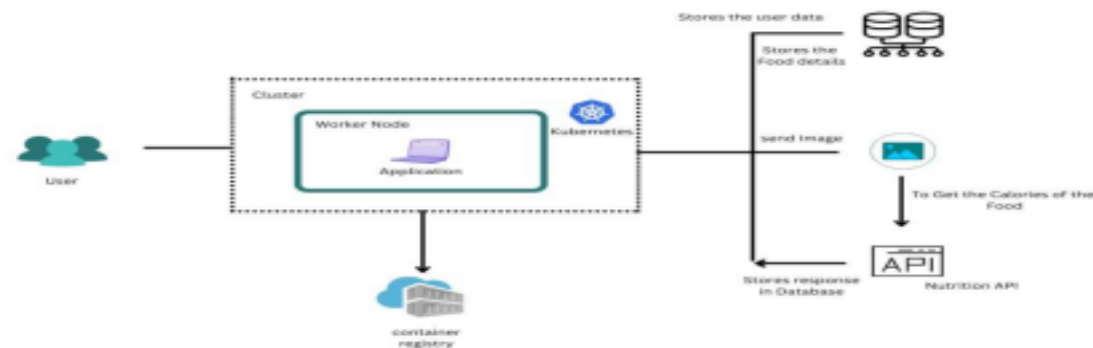 Stores the user data
Stores the
Food details
Cluster
Worker Node
Kubernetes
Application
User
send Image
To Get the Calories of the
Food
API
Nutrition API
Stores response
in Database
container
registry